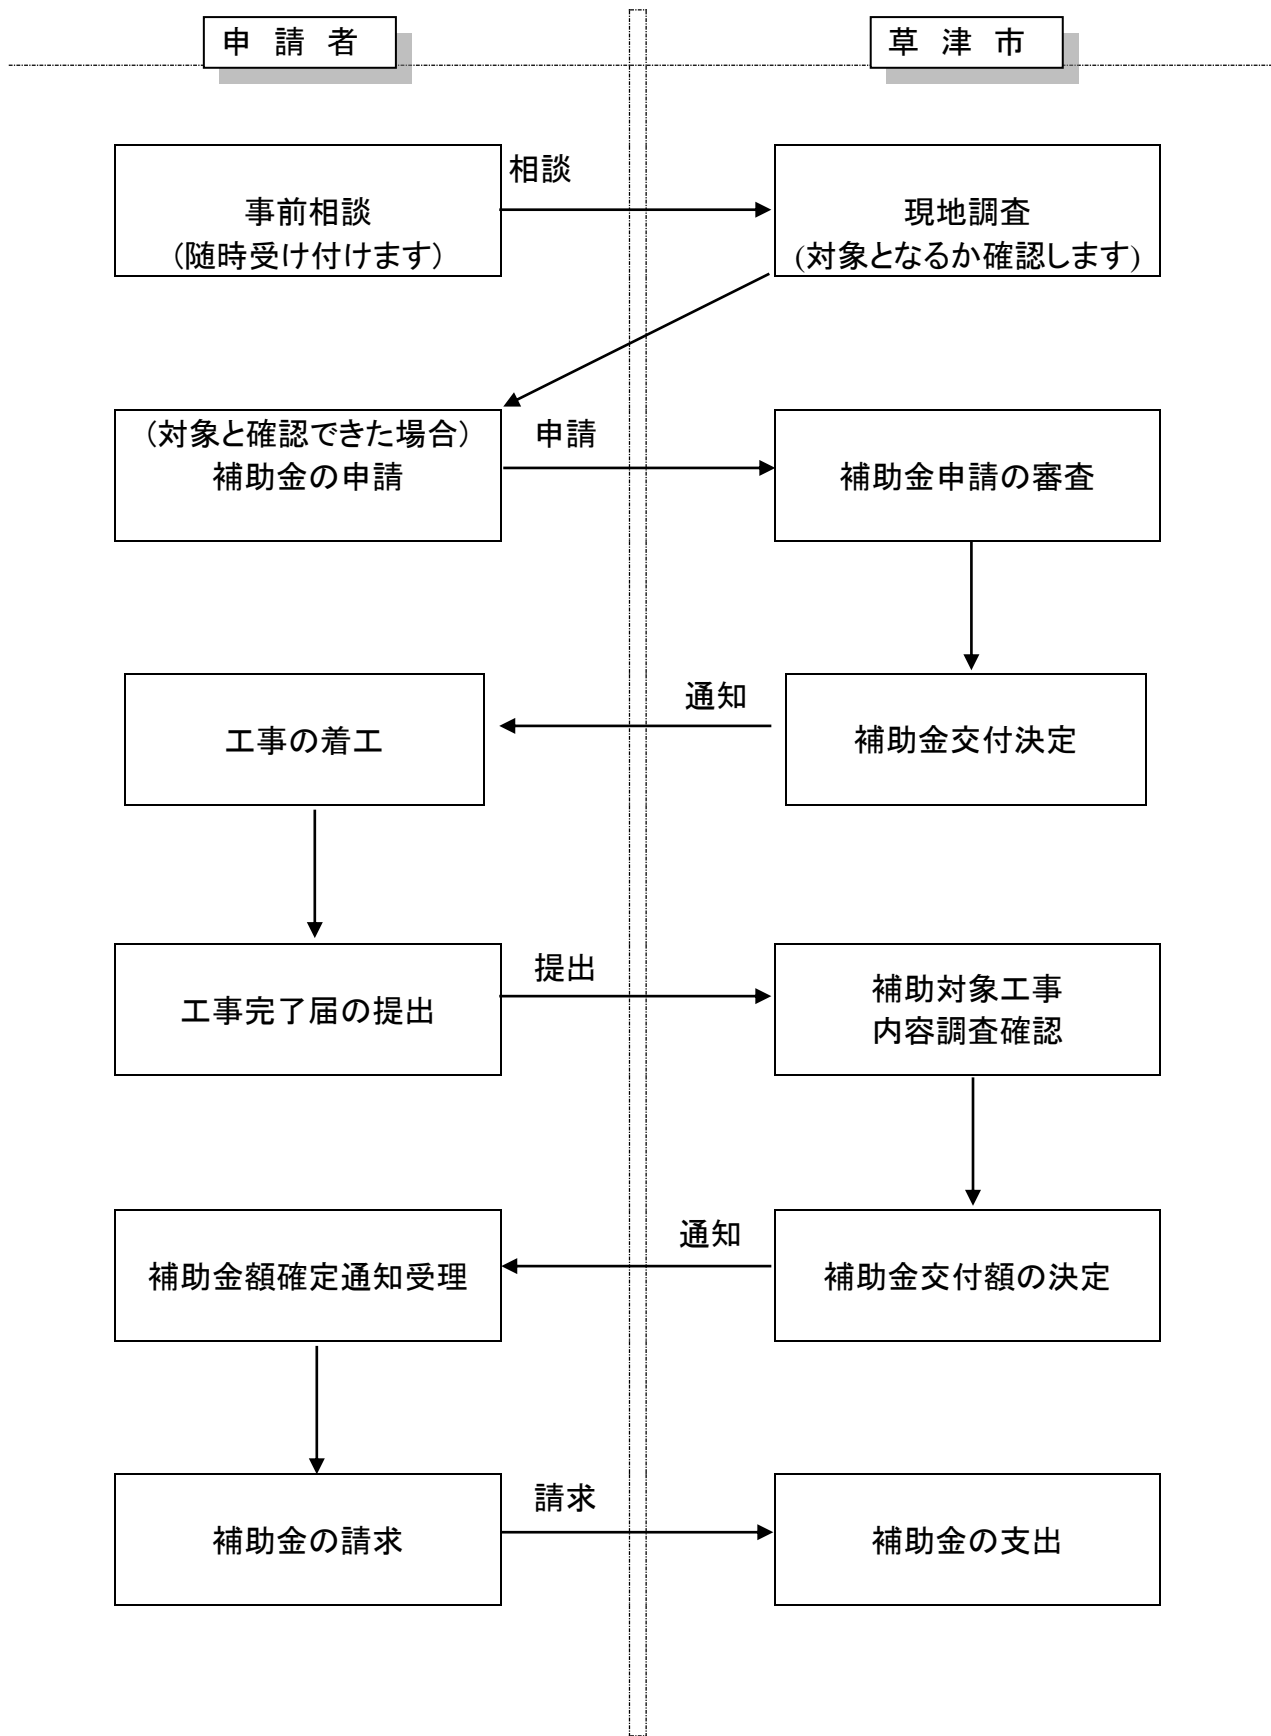 申 請 者
草 津 市
相談
事前相談
（随時受け付けます）
現地調査
(対象となるか確認します)
（対象と確認できた場合）
補助金の申請
申請
補助金申請の審査
通知
工事の着工
補助金交付決定
工事完了届の提出
提出
補助対象工事
内容調査確認
通知
補助金額確定通知受理
補助金交付額の決定
補助金の請求
請求
補助金の支出